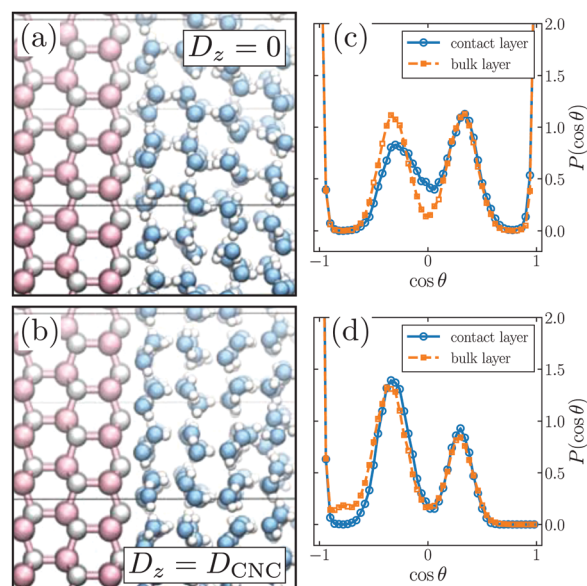 (a)
D_z = 0
(b)
D_z = D_CNC
(c)
contact layer
bulk layer
2.0
1.5
1.0
0.5
0.0
P(cos θ)
−1
0
1
cos θ
(d)
contact layer
bulk layer
2.0
1.5
1.0
0.5
0.0
P(cos θ)
−1
0
1
cos θ